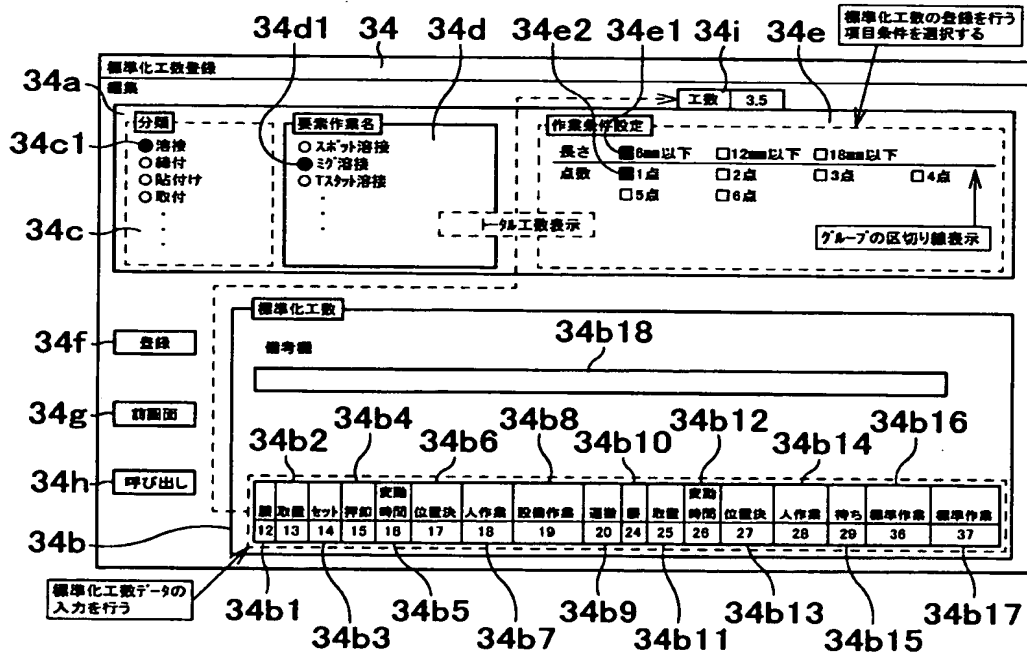 34
34d1
34d
34e2
34e1
34i
34e
標準化工数の登録を行う
項目条件を選択する
標準化工数登録
編集
34a
工数 3.5
分類
要素作業名
作業条件設定
34c1
溶接
スポット溶接
長さ 6mm以下 12mm以下 18mm以下
締付
ミグ溶接
点数 1点 2点 3点 4点
貼付け
Tスタット溶接
5点 6点
取付
34c
トータル工数表示
グループの区切り線表示
標準化工数
34f
登録
備考欄
34b18
34g
前画面
34b2
34b4
34b6
34b8
34b10
34b12
34b14
34b16
34h
呼び出し
変動 変動
取置 セット 押釦 時間 位置決 人作業 設備作業 運搬 取置 時間 位置決 人作業 待ち 標準作業 標準作業
12 13 14 15 16 17 18 19 20 24 25 26 27 28 29 36 37
34b
標準化工数データの
入力を行う
34b1
34b3
34b5
34b7
34b9
34b11
34b13
34b15
34b17